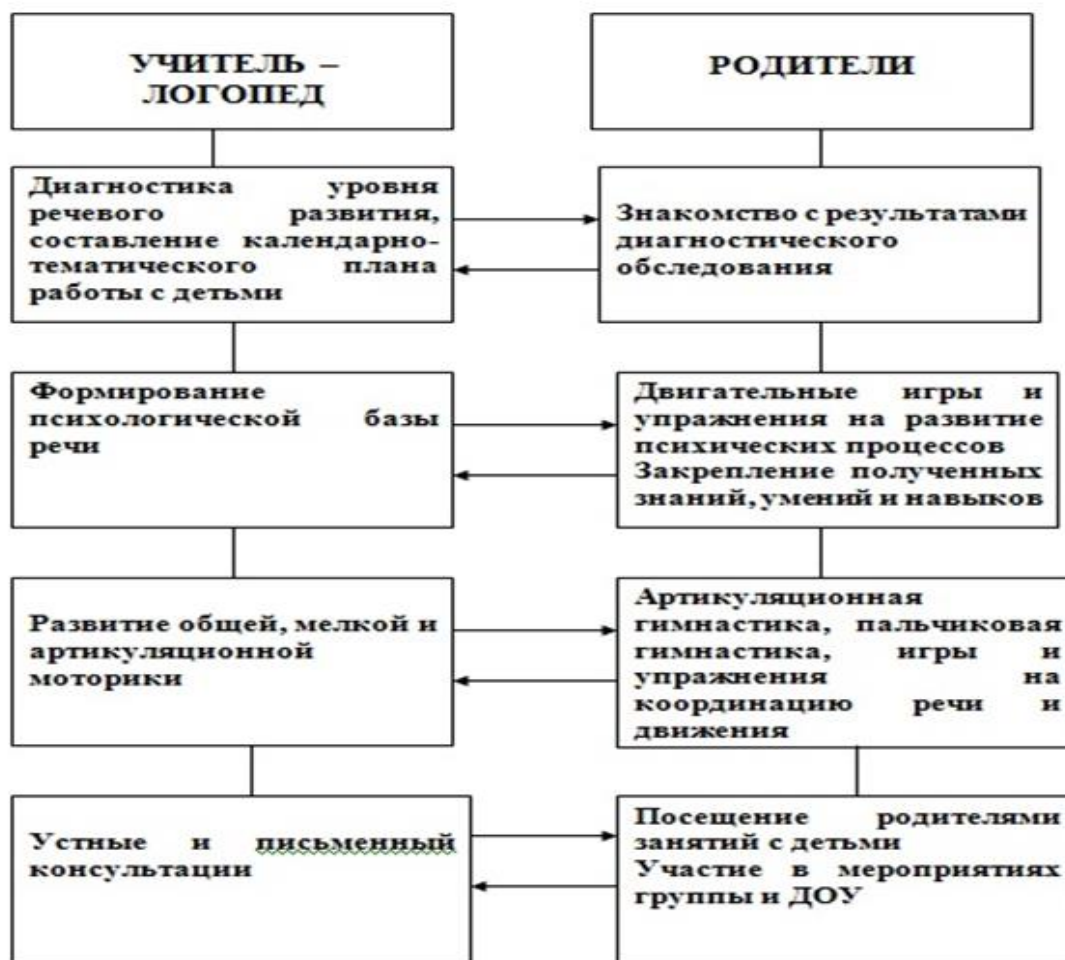 УЧИТЕЛЬ –
ЛОГОПЕД
РОДИТЕЛИ
Диагностика уровня
речевого развития,
составление календарно-
тематического плана
работы с детьми
Знакомство с результатами
диагностического
обследования
Формирование
психологической базы
речи
Двигательные игры и
упражнения на развитие
психических процессов
Закрепление полученных
знаний, умений и навыков
Развитие общей, мелкой и
артикуляционной
моторики
Артикуляционная
гимнастика, пальчиковая
гимнастика, игры и
упражнения на
координацию речи и
движения
Устные и письменный
консультации
Посещение родителями
занятий с детьми
Участие в мероприятиях
группы и ДОУ